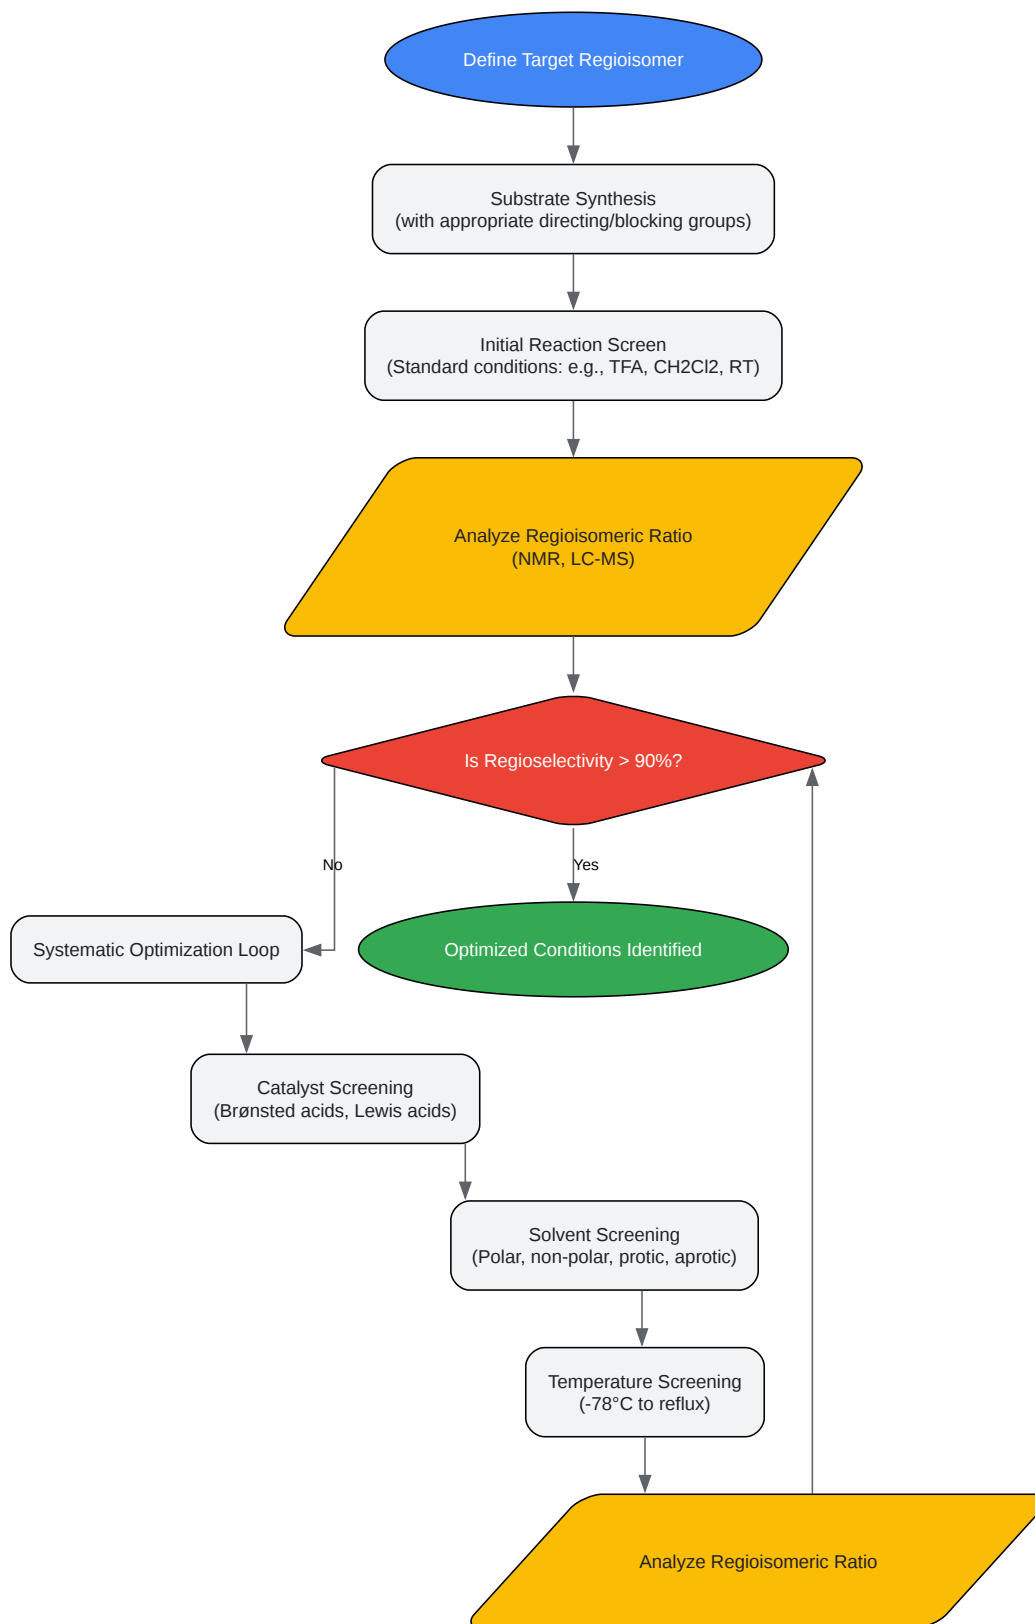 Define Target Regioisomer
Substrate Synthesis
(with appropriate directing/blocking groups)
Initial Reaction Screen
(Standard conditions: e.g., TFA, CH2Cl2, RT)
Analyze Regioisomeric Ratio
(NMR, LC-MS)
Is Regioselectivity > 90%?
No
Yes
Systematic Optimization Loop
Optimized Conditions Identified
Catalyst Screening
(Brønsted acids, Lewis acids)
Solvent Screening
(Polar, non-polar, protic, aprotic)
Temperature Screening
(-78°C to reflux)
Analyze Regioisomeric Ratio